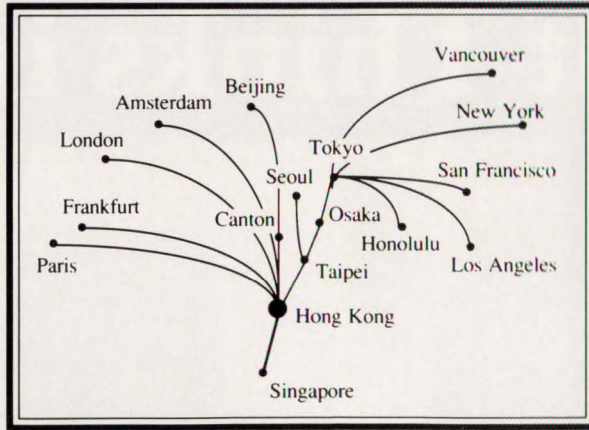 Vancouver
Beijing
Amsterdam
New York
London
Tokyo
Seoul
San Francisco
Frankfurt
Canton
Osaka
Honolulu
Paris
Taipei
Los Angeles
Hong Kong
Singapore